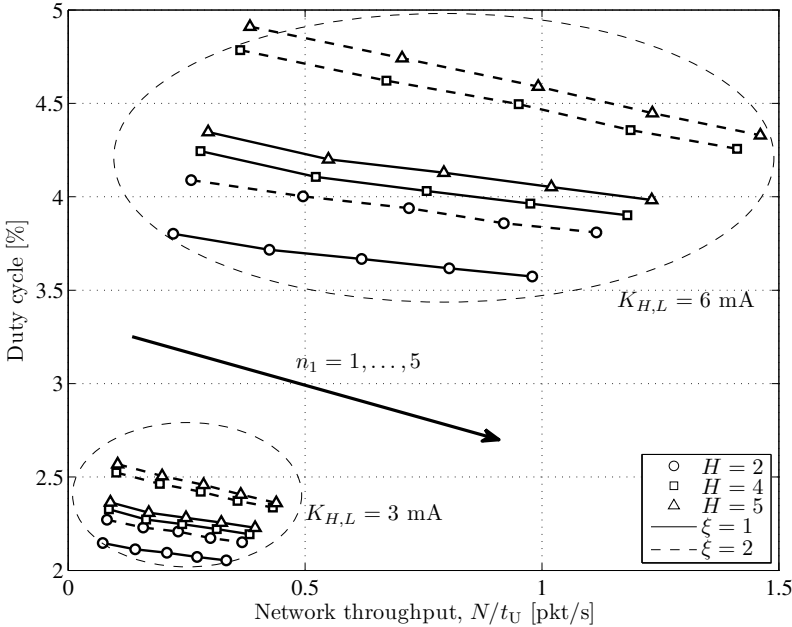 5
4.5
4
3.5
3
2.5
2
Duty cycle [%]
K_{H,L} = 6 mA
n_1 = 1, . . . , 5
K_{H,L} = 3 mA
H = 2
H = 4
H = 5
ξ = 1
ξ = 2
0 0.5 1 1.5
Network throughput, N/t_U [pkt/s]